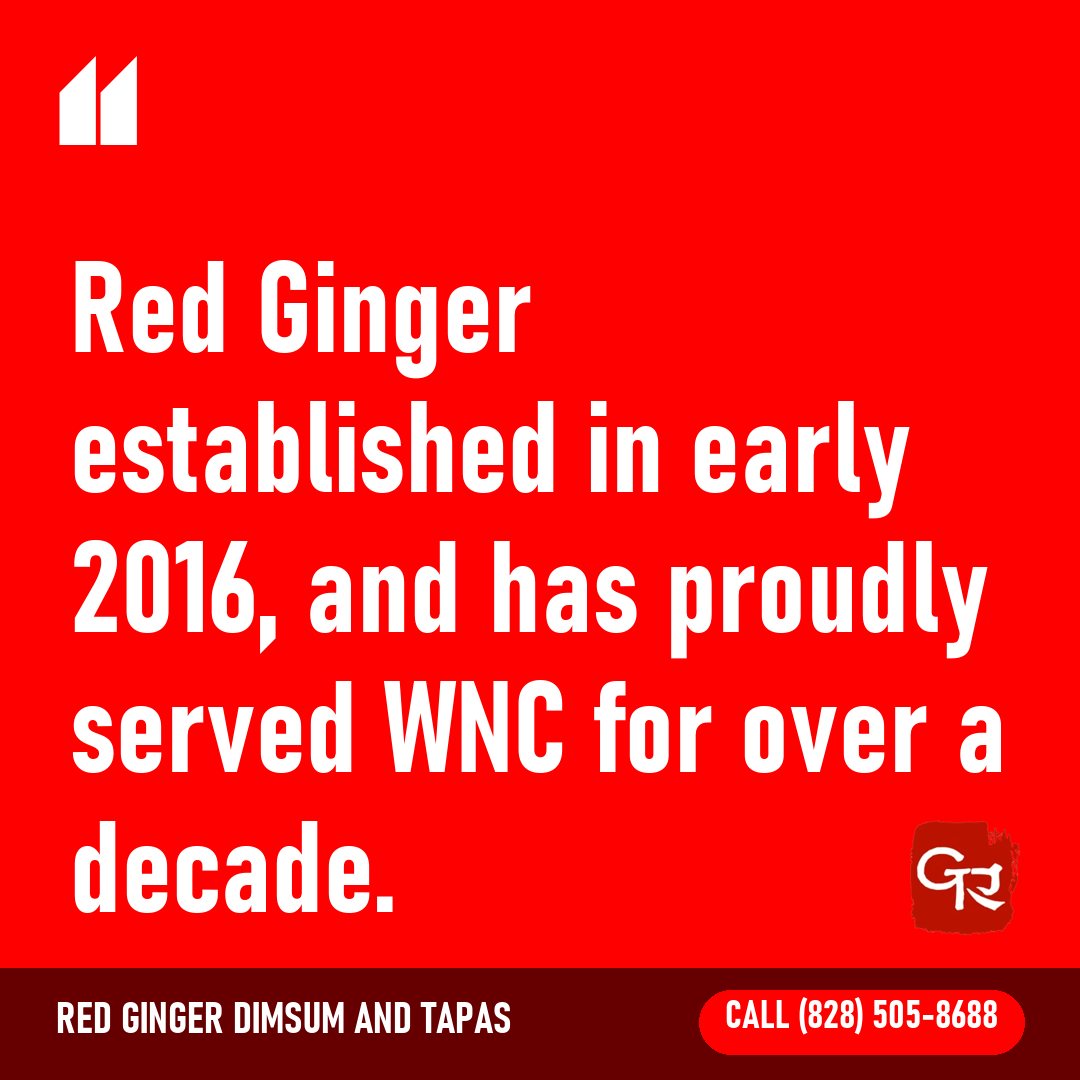 “
Red Ginger
established in early
2016, and has proudly
served WNC for over a
decade.
GR
RED GINGER DIMSUM AND TAPAS
CALL (828) 505-8688